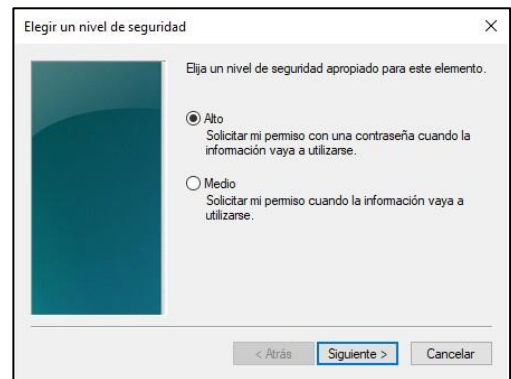 Elegir un nivel de seguridad
Elija un nivel de seguridad apropiado para este elemento.
Alto
Solicitar mi permiso con una contraseña cuando la
información vaya a utilizarse.
Medio
Solicitar mi permiso cuando la información vaya a
utilizarse.
< Atrás Siguiente > Cancelar